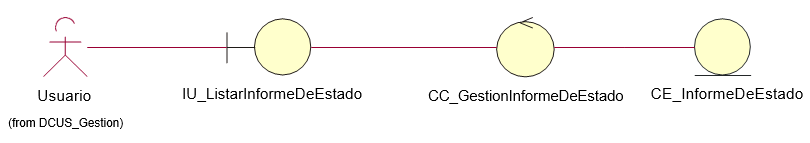 Usuario
(from DCUS_Gestion)
IU_ListarInformeDeEstado
CC_GestionInformeDeEstado
CE_InformeDeEstado